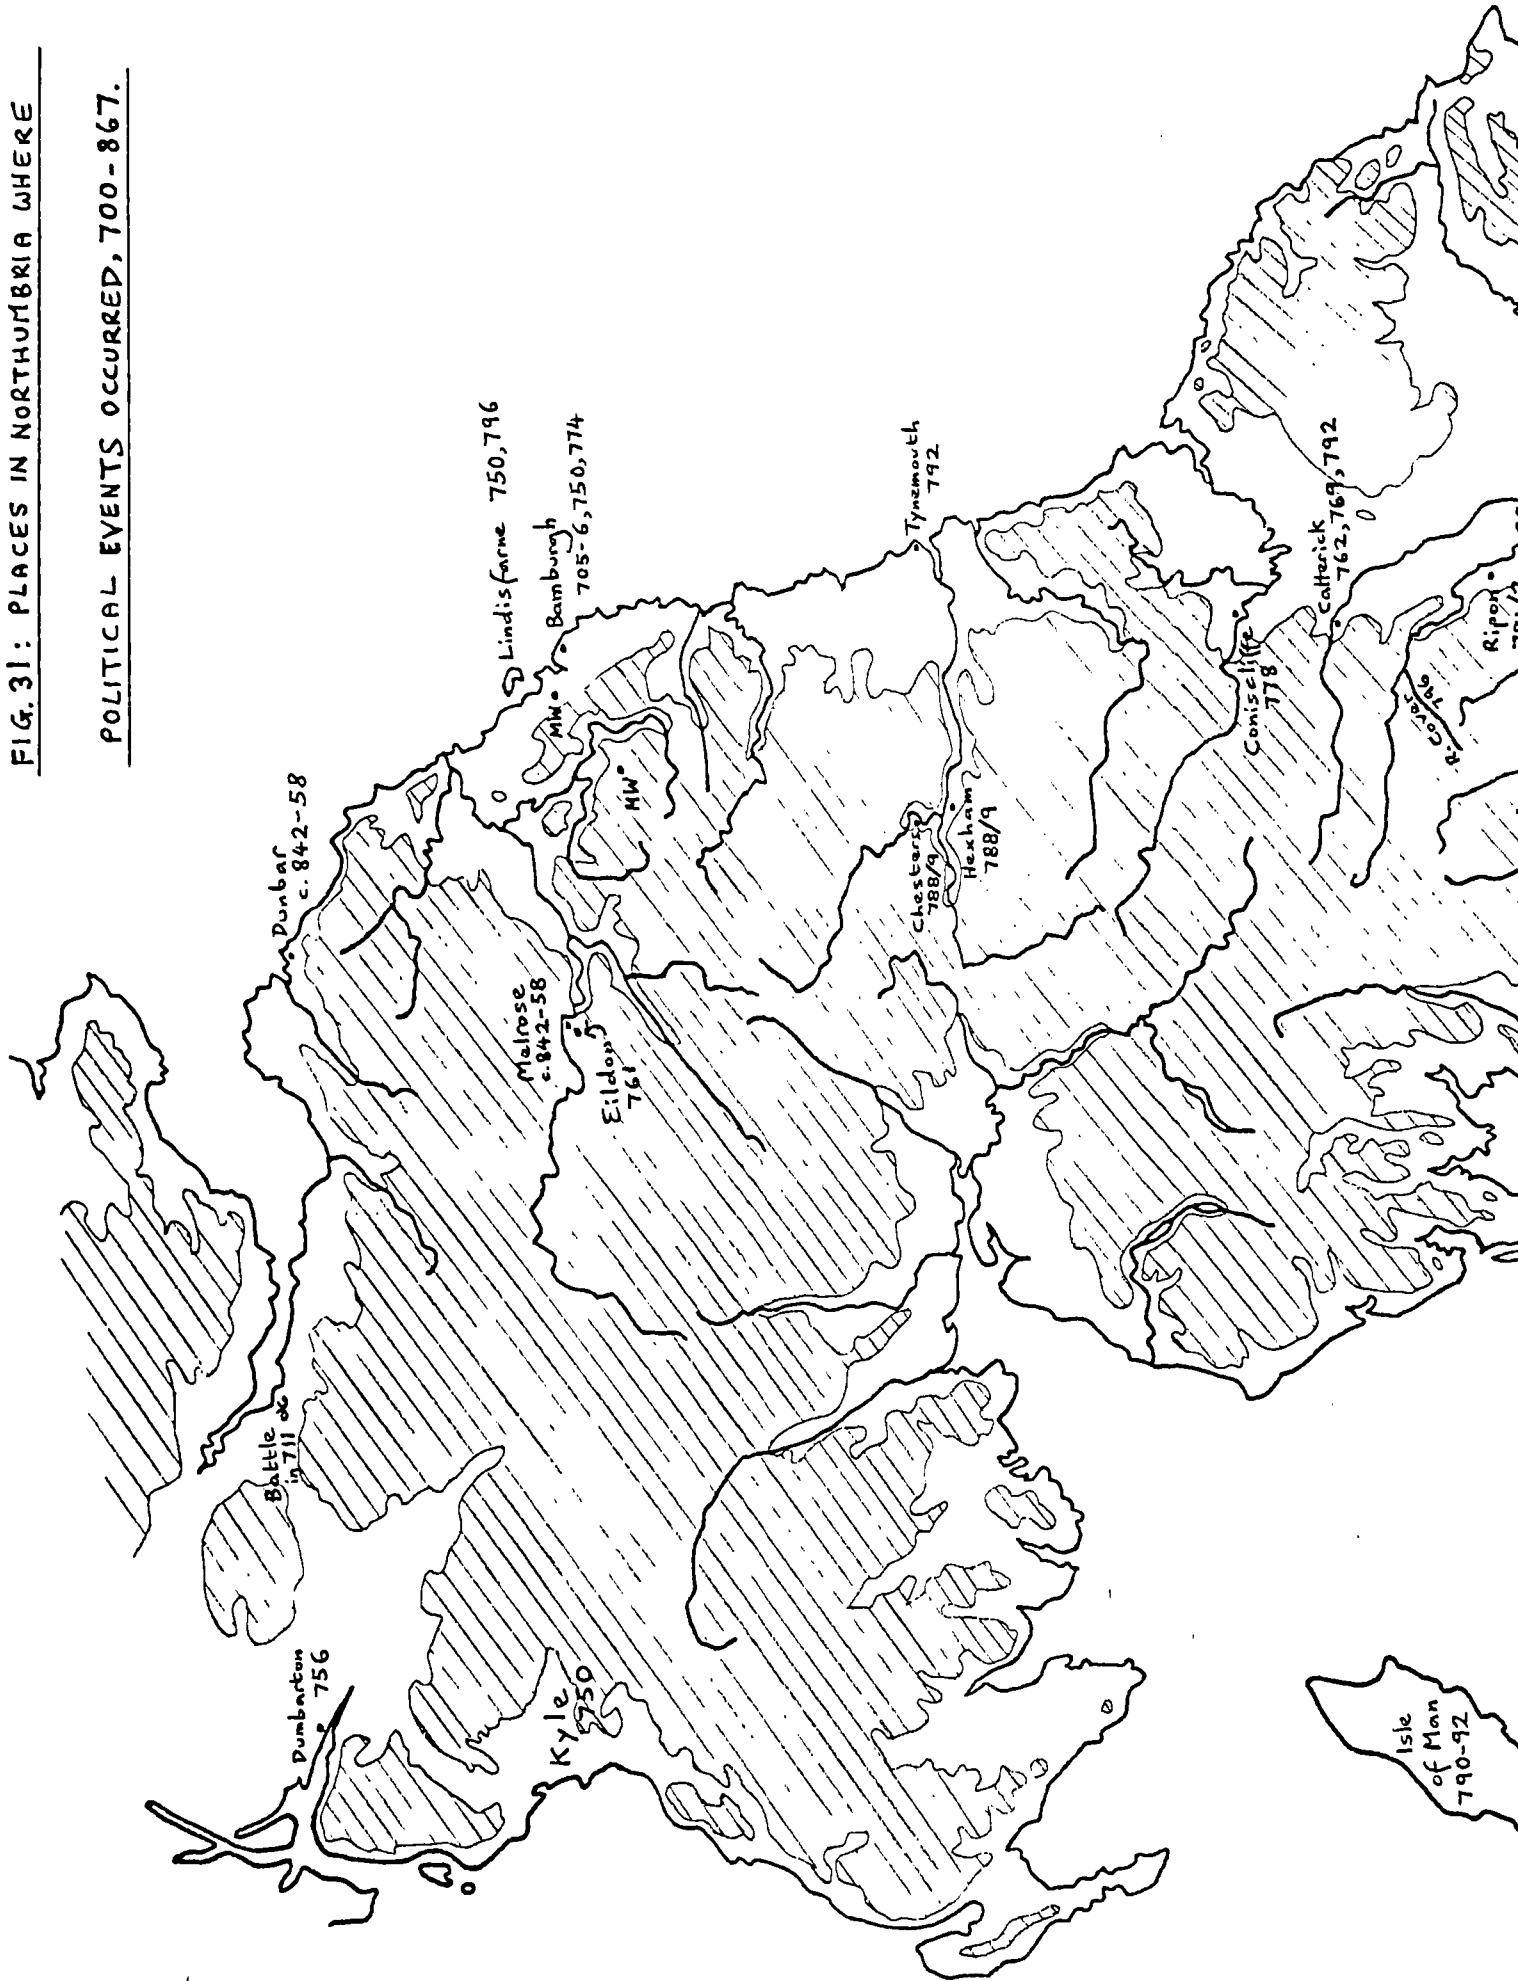 FIG. 31: PLACES IN NORTHUMBRIA WHERE
POLITICAL EVENTS OCCURRED, 700-867.
Dunbar
c. 842-58
Lindisfarne 750,796
Bamburgh
705-6,750,774
MW
MW
Melrose
c.842-58
Eildon
761
Battle
in 711
Dumbarton
756
Kyle
750
Tynemouth
792
Chesters
788/9
Hexham
788/9
Coniscliffe
778
Catterick
762,769,792
R. Cover
796
Ripon
Isle
of Man
790-92